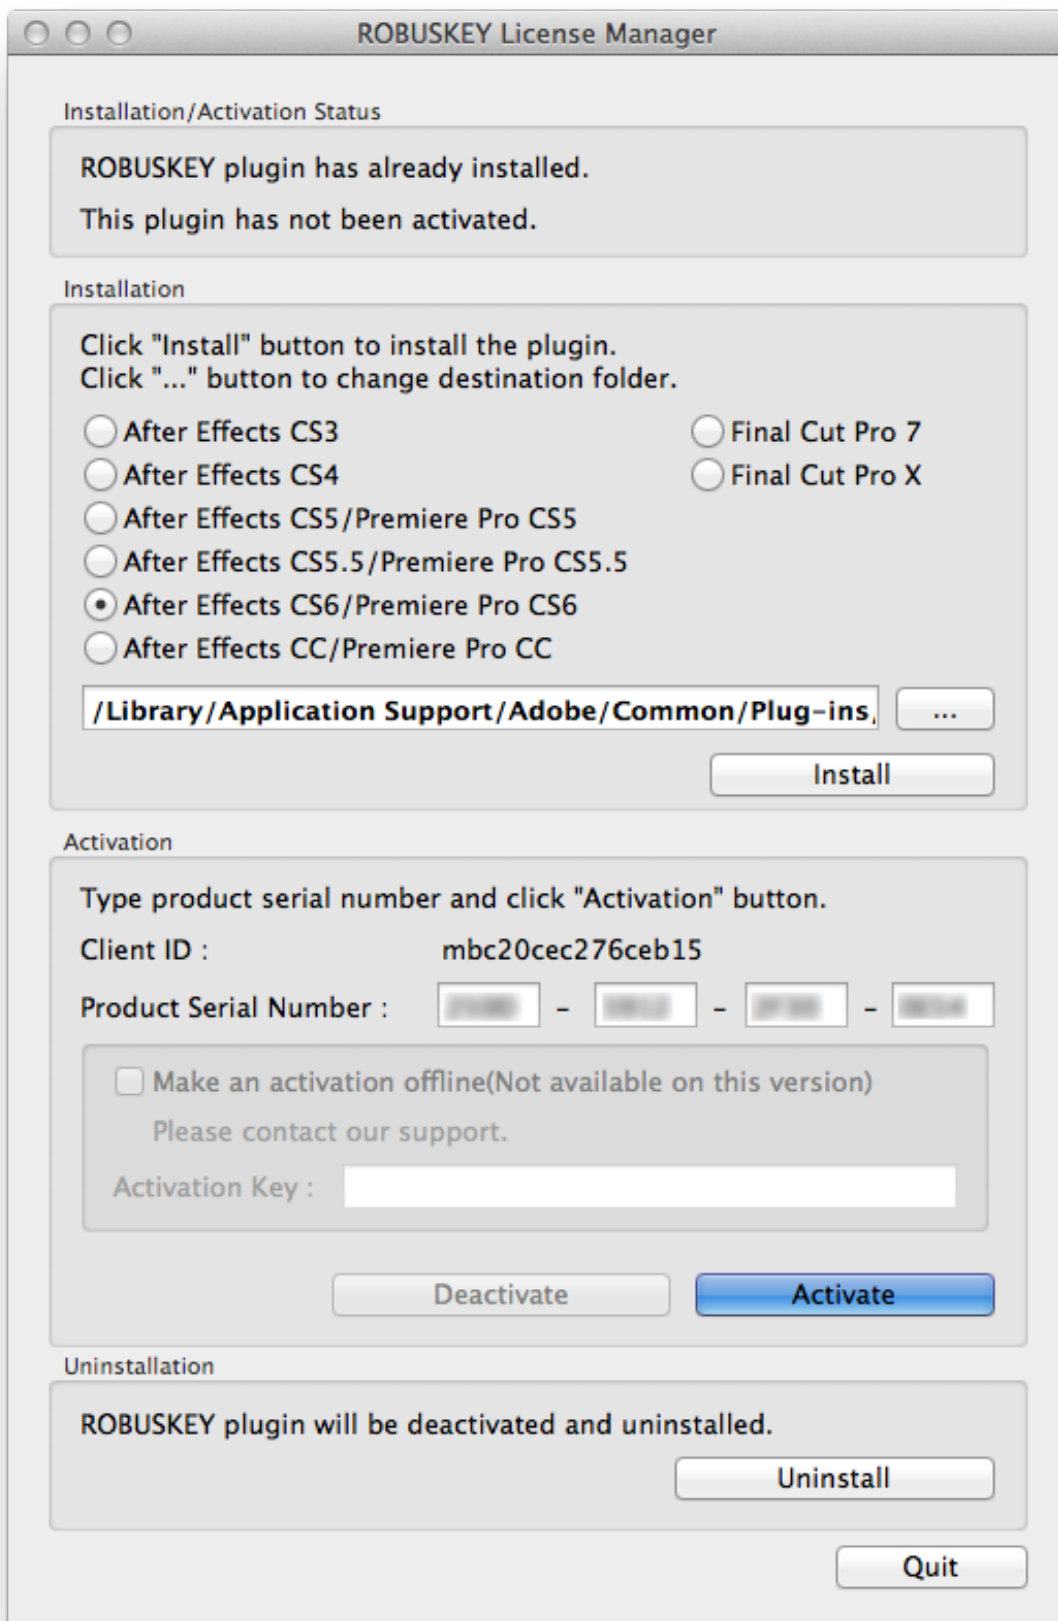 ROBUSKEY License Manager
Installation/Activation Status
ROBUSKEY plugin has already installed.
This plugin has not been activated.
Installation
Click "Install" button to install the plugin.
Click "..." button to change destination folder.
After Effects CS3
Final Cut Pro 7
After Effects CS4
Final Cut Pro X
After Effects CS5/Premiere Pro CS5
After Effects CS5.5/Premiere Pro CS5.5
After Effects CS6/Premiere Pro CS6
After Effects CC/Premiere Pro CC
/Library/Application Support/Adobe/Common/Plug-ins/ ...
Install
Activation
Type product serial number and click "Activation" button.
Client ID : mbc20cec276ceb15
Product Serial Number : - - -
Make an activation offline(Not available on this version)
Please contact our support.
Activation Key :
Deactivate Activate
Uninstallation
ROBUSKEY plugin will be deactivated and uninstalled.
Uninstall
Quit